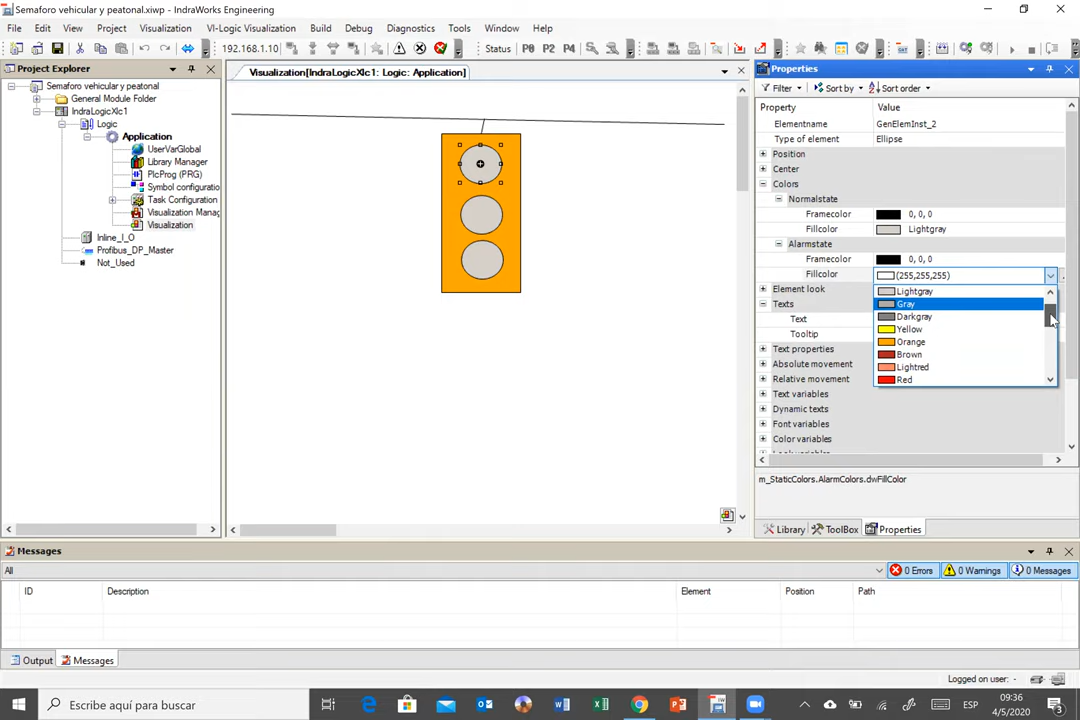 Semaforo vehicular y peatonal.xiwp - IndraWorks Engineering
File Edit View Project VI-Logic Visualization Build Debug Diagnostics Tools Window Help
192.168.1.10 Status P0 P2 P4
Project Explorer
Semaforo vehicular y peatonal
General Module Folder
IndraLogicXlc1
Logic
Application
UserVarGlobal
Library Manager
PlcProg (PRG)
Symbol configuratio
Task Configuration
Visualization Manag
Visualization
Inline_I_O
Profibus_DP_Master
Not_Used
Visualization[IndraLogicXlc1: Logic: Application]
Properties
Filter Sort by Sort order
Property Value
Elementname GenElemInst_2
Type of element Ellipse
Position
Center
Colors
Normalstate
Framecolor 0, 0, 0
Fillcolor Lightgray
Alarmstate
Framecolor 0, 0, 0
Fillcolor (255,255,255)
Element look
Lightgray
Texts
Gray
Text
Darkgray
Tooltip
Yellow
Orange
Text properties
Brown
Absolute movement
Lightred
Relative movement
Red
Text variables
Dynamic texts
Font variables
Color variables
m_StaticColors.AlarmColors.dwFillColor
Library ToolBox Properties
Messages
All
0 Errors 0 Warnings 0 Messages
ID Description Element Position Path
Output Messages
Logged on user: -
Escribe aquí para buscar
ESP
09:36
4/5/2020
3